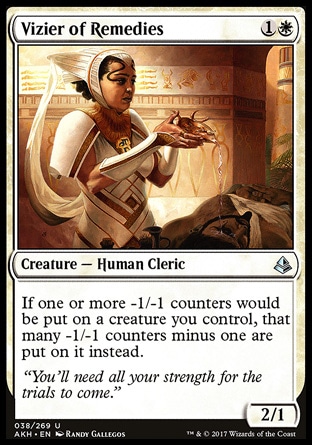 Vizier of Remedies 1
Creature — Human Cleric
If one or more -1/-1 counters would
be put on a creature you control, that
many -1/-1 counters minus one are
put on it instead.
“You’ll need all your strength for the
trials to come.”
2/1
038/269 U
AKH • EN Randy Gallegos
™ & © 2017 Wizards of the Coast